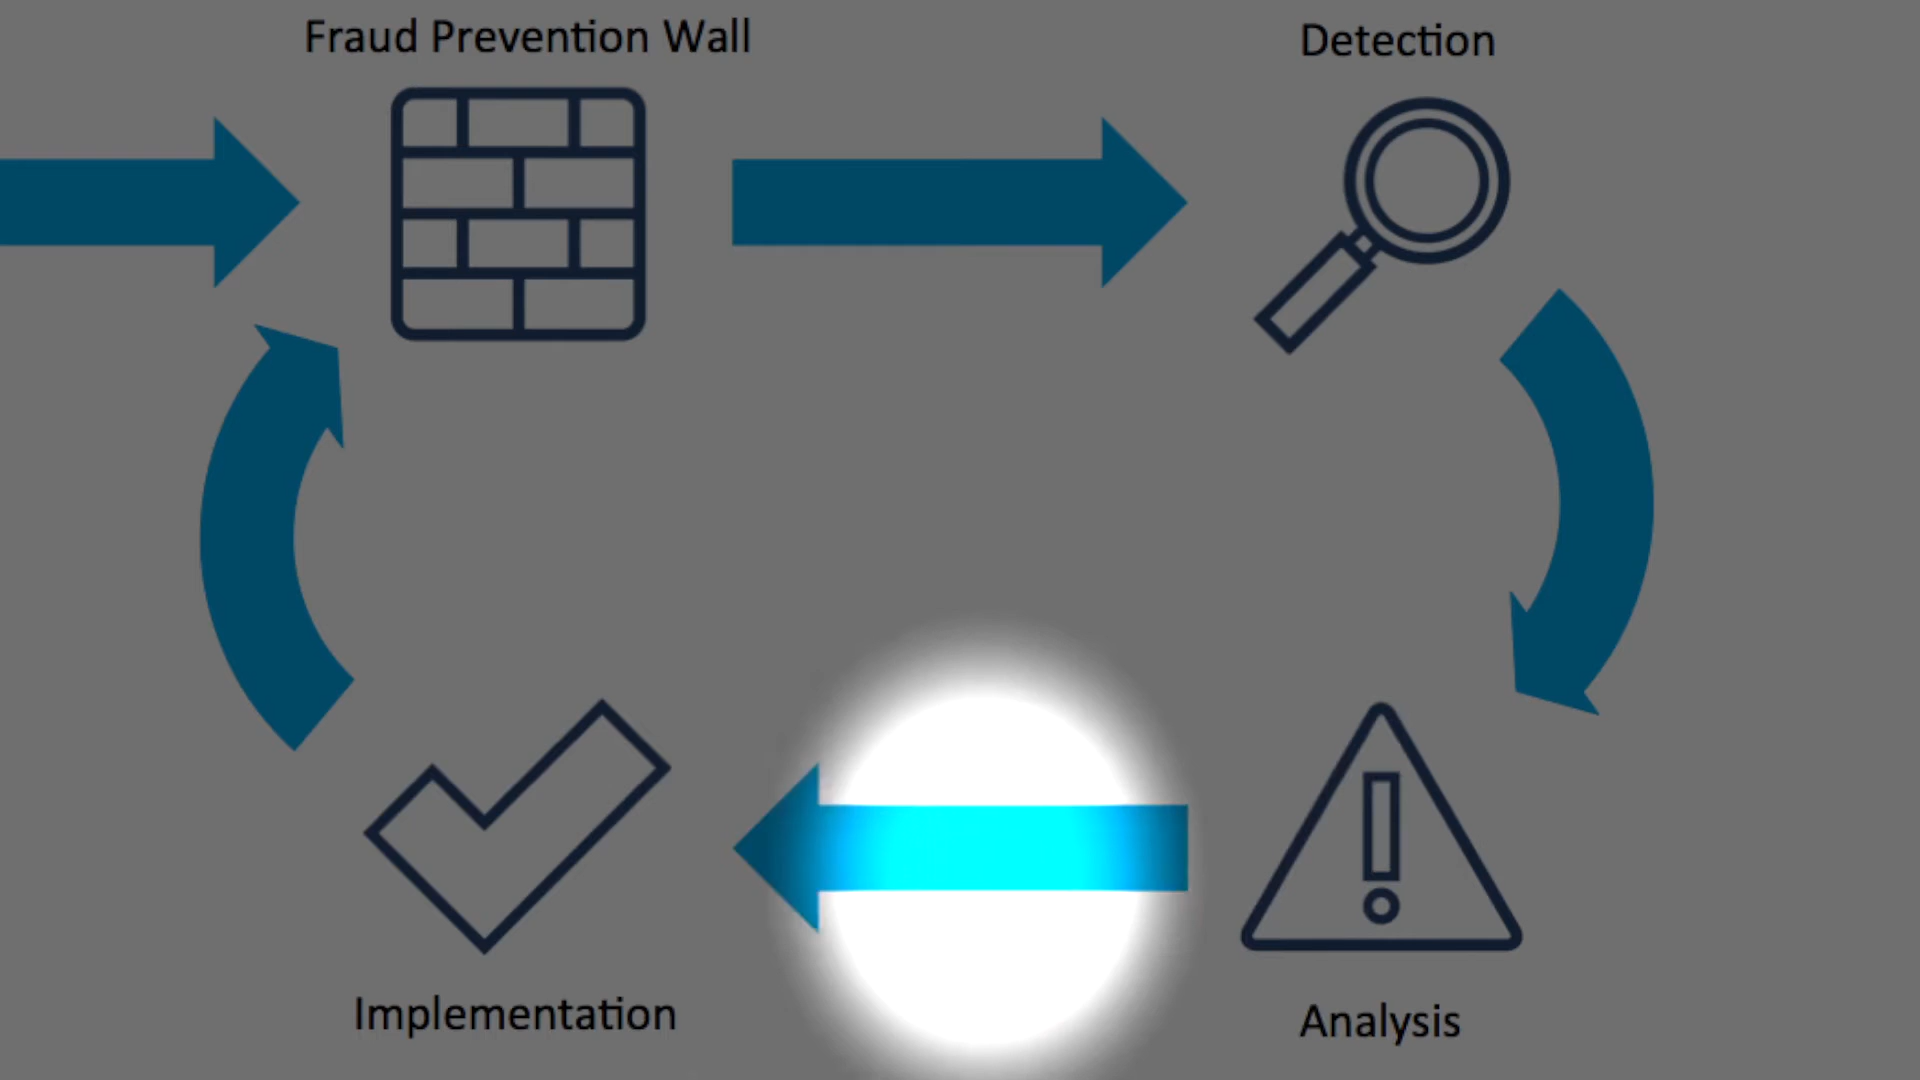 Fraud Prevention Wall
Detection
Implementation
Analysis